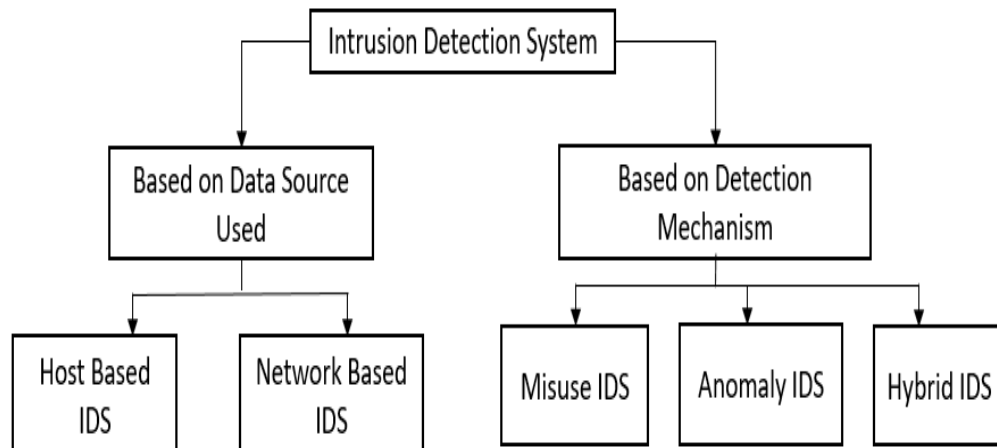 Intrusion Detection System
Based on Data Source
Used
Based on Detection
Mechanism
Host Based
IDS
Network Based
IDS
Misuse IDS
Anomaly IDS
Hybrid IDS